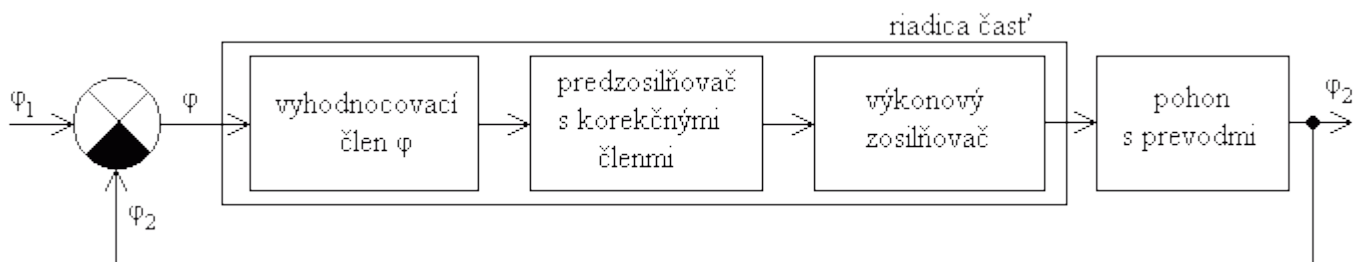 riadica časť
φ1
φ
vyhodnocovací
člen φ
predzosilňovač
s korekčnými
členmi
výkonový
zosilňovač
pohon
s prevodmi
φ2
φ2